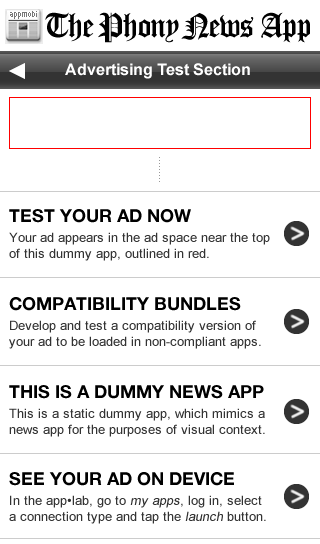 appmobi
The Phony News App
Advertising Test Section
TEST YOUR AD NOW
Your ad appears in the ad space near the top
of this dummy app, outlined in red.
COMPATIBILITY BUNDLES
Develop and test a compatibility version of
your ad to be loaded in non-compliant apps.
THIS IS A DUMMY NEWS APP
This is a static dummy app, which mimics a
news app for the purposes of visual context.
SEE YOUR AD ON DEVICE
In the app•lab, go to my apps, log in, select
a connection type and tap the launch button.